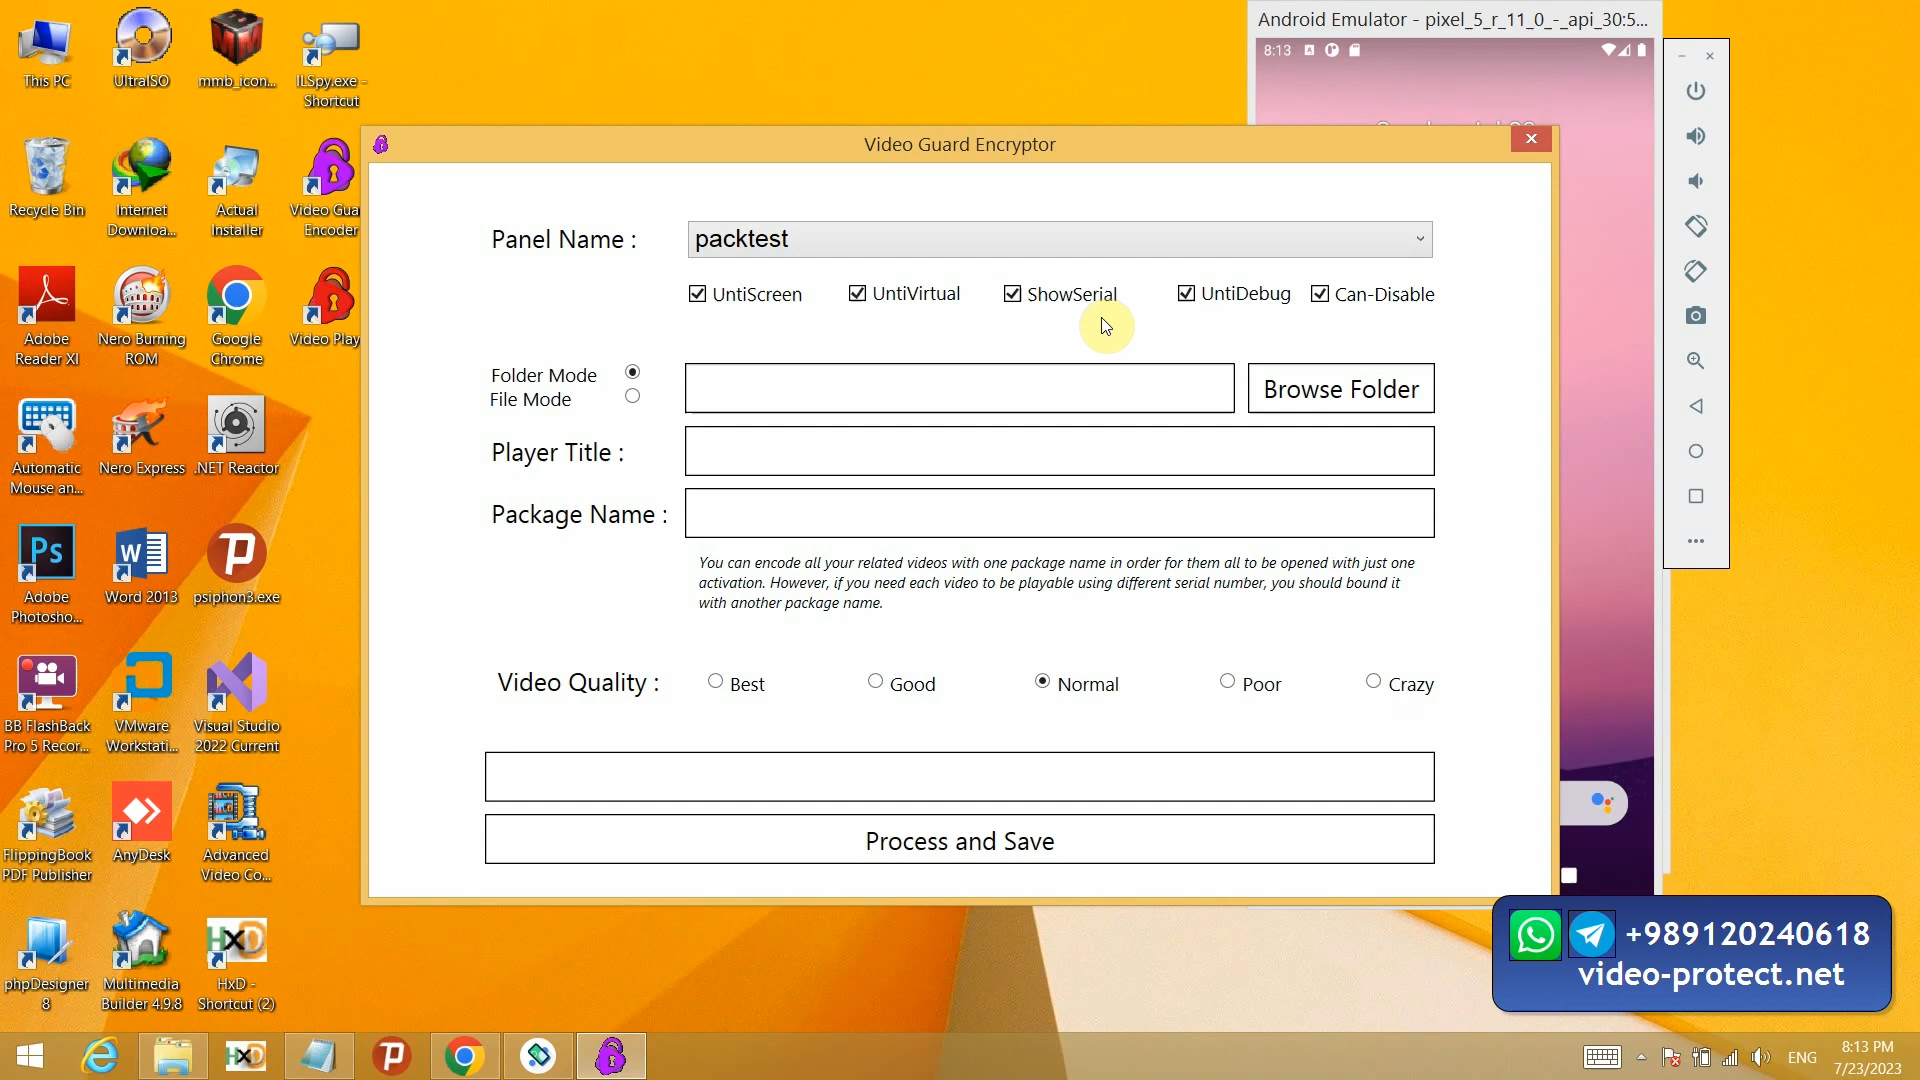 This PC
UltraISO
mmb_icon...
ILSpy.exe -
Shortcut
Recycle Bin
Internet
Downloa...
Actual
Installer
Video Gua
Encoder
Adobe
Reader XI
Nero Burning
ROM
Google
Chrome
Video Play
Automatic
Mouse an...
Nero Express
.NET Reactor
Ps
Adobe
Photosho...
Word 2013
psiphon3.exe
BB FlashBack
Pro 5 Recor...
VMware
Workstati...
Visual Studio
2022 Current
FlippingBook
PDF Publisher
AnyDesk
Advanced
Video Co...
phpDesigner
8
Multimedia
Builder 4.9.8
HxD
HxD -
Shortcut (2)
Android Emulator - pixel_5_r_11_0_-_api_30:5...
8:13
Video Guard Encryptor
Panel Name :
packtest
UntiScreen
UntiVirtual
ShowSerial
UntiDebug
Can-Disable
Folder Mode
File Mode
Browse Folder
Player Title :
Package Name :
You can encode all your related videos with one package name in order for them all to be opened with just one
activation. However, if you need each video to be playable using different serial number, you should bound it
with another package name.
Video Quality :
Best
Good
Normal
Poor
Crazy
Process and Save
+989120240618
video-protect.net
HXD
ENG
8:13 PM
7/23/2023